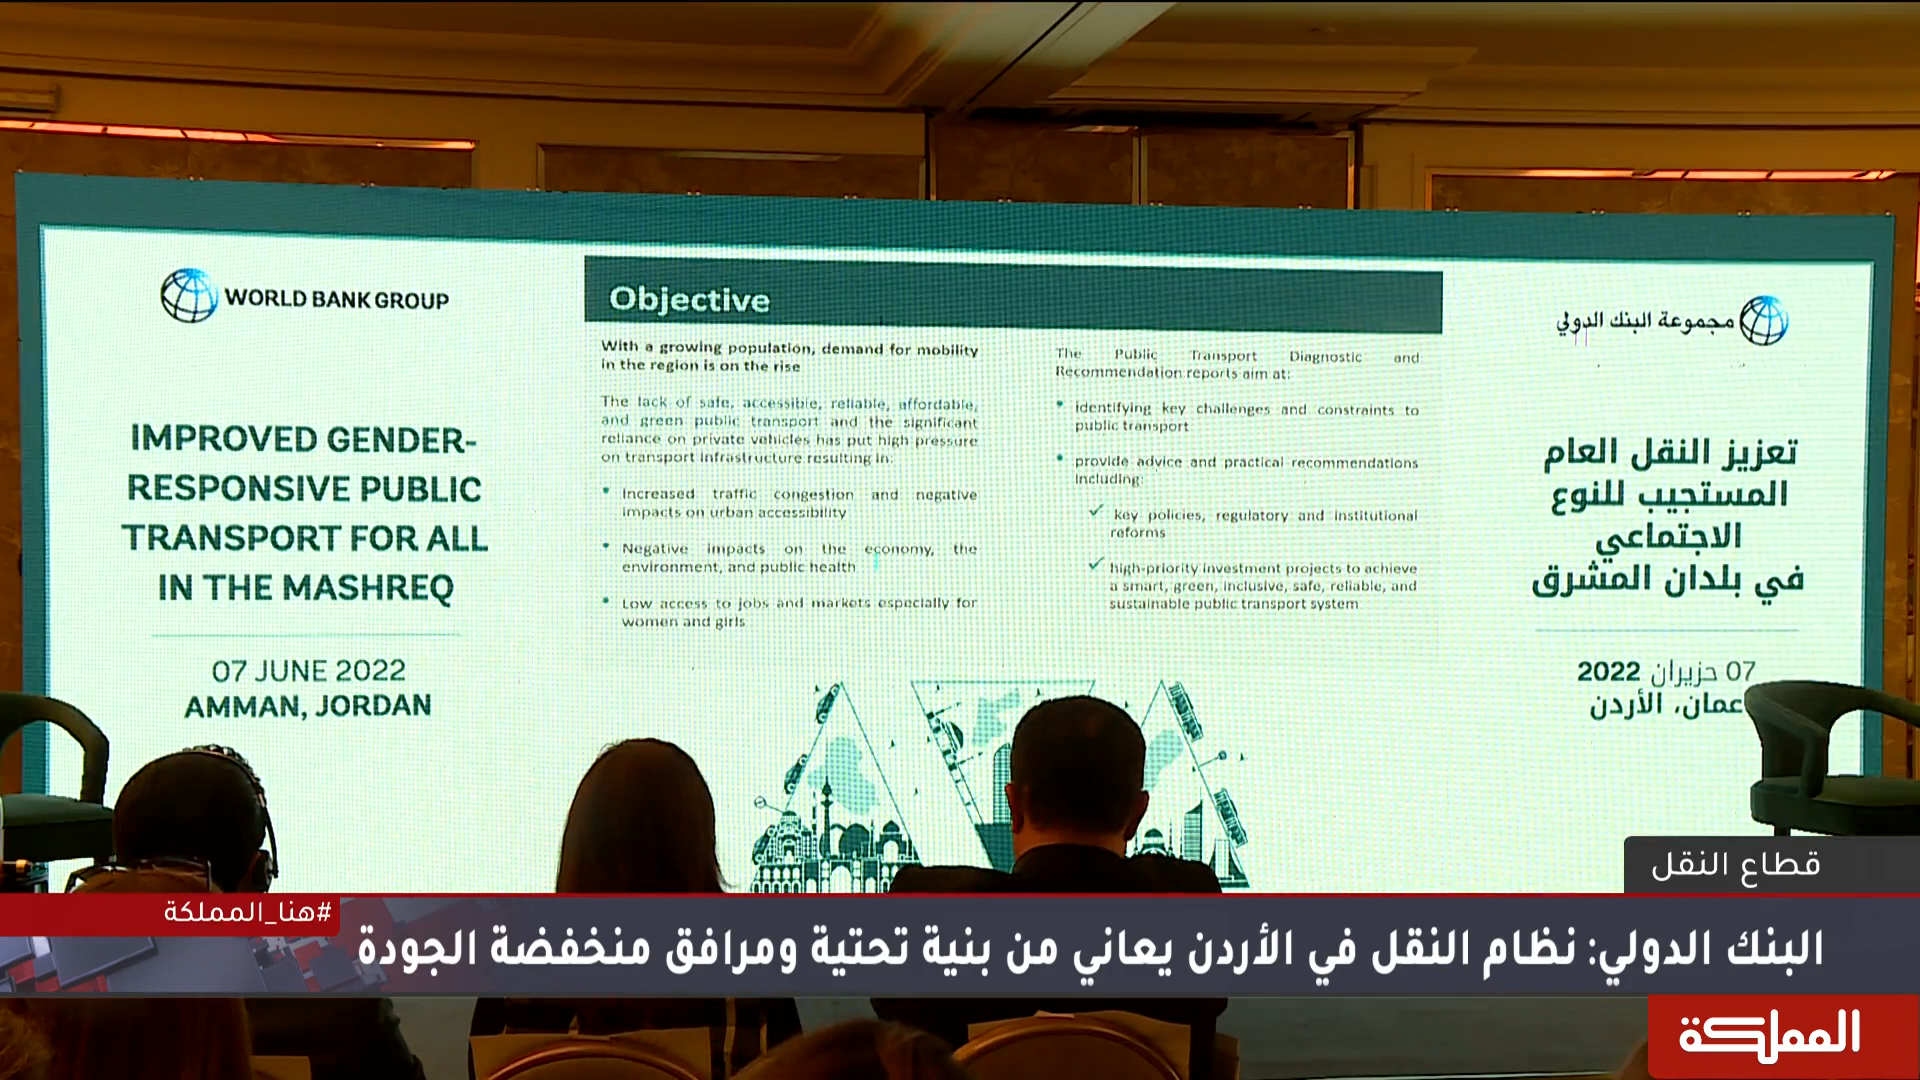 WORLD BANK GROUP
IMPROVED GENDER-
RESPONSIVE PUBLIC
TRANSPORT FOR ALL
IN THE MASHREQ
07 JUNE 2022
AMMAN, JORDAN
Objective
With a growing population, demand for mobility
in the region is on the rise
The lack of safe, accessible, reliable, affordable,
and green public transport and the significant
reliance on private vehicles has put high pressure
on transport infrastructure resulting in:
• Increased traffic congestion and negative
impacts on urban accessibility
• Negative impacts on the economy, the
environment, and public health
• Low access to jobs and markets especially for
women and girls
The Public Transport Diagnostic and
Recommendation reports aim at:
• identifying key challenges and constraints to
public transport
• provide advice and practical recommendations
including:
✓ key policies, regulatory and institutional
reforms
✓ high-priority investment projects to achieve
a smart, green, inclusive, safe, reliable, and
sustainable public transport system
مجموعة البنك الدولي
تعزيز النقل العام
المستجيب للنوع
الاجتماعي
في بلدان المشرق
07 حزيران 2022
عمان، الأردن
قطاع النقل
#هنا_المملكة
البنك الدولي: نظام النقل في الأردن يعاني من بنية تحتية ومرافق منخفضة الجودة
المملكة